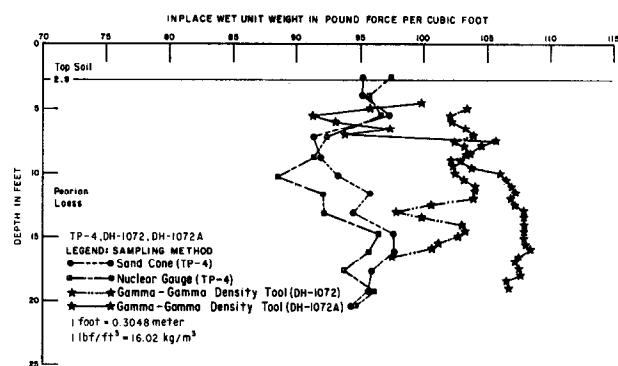 INPLACE WET UNIT WEIGHT IN POUND FORCE PER CUBIC FOOT
70 75 80 85 90 95 100 105 110 115
0
Top Soil
2.9
5
10
Peorian
Loess
DEPTH IN FEET
TP-4, DH-1072, DH-1072A
15
LEGEND: SAMPLING METHOD
Sand Cone (TP-4)
Nuclear Gauge (TP-4)
Gamma-Gamma Density Tool (DH-1072)
Gamma-Gamma Density Tool (DH-1072A)
20
1 foot = 0.3048 meter
1 lbf/ft³ = 16.02 kg/m³
25